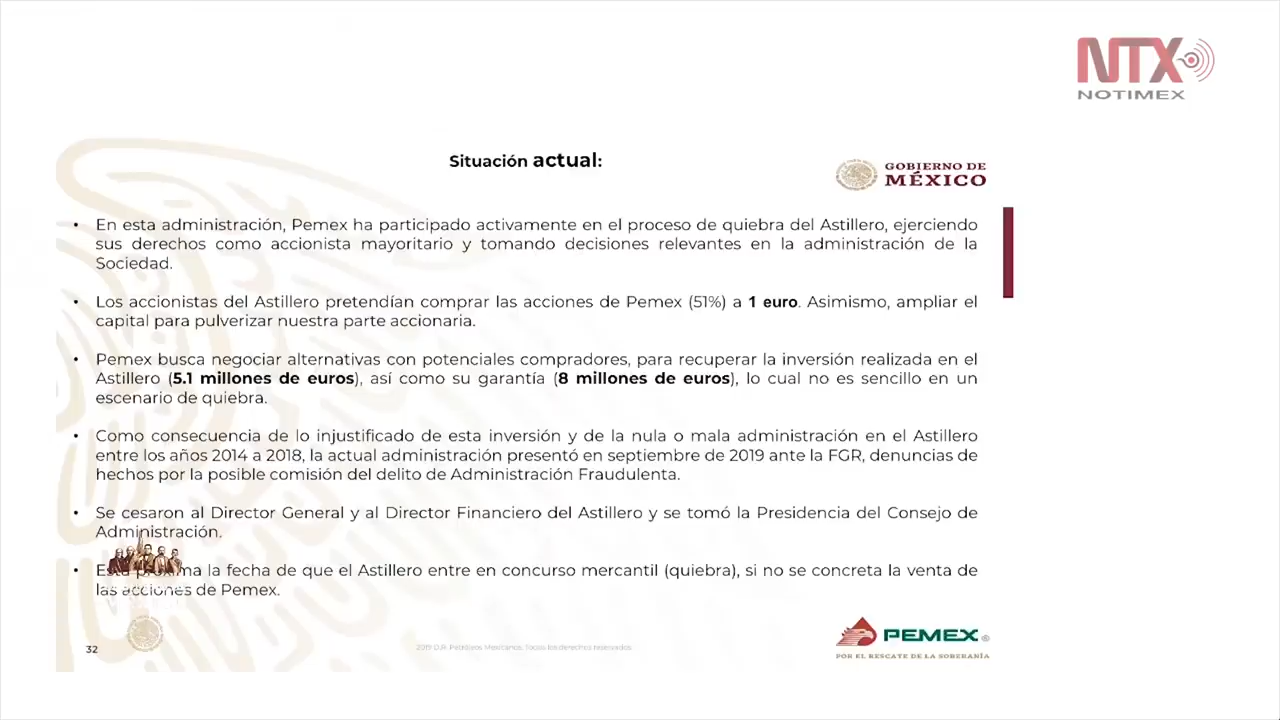 NTX
NOTIMEX
Situación actual:
GOBIERNO DE
MÉXICO
• En esta administración, Pemex ha participado activamente en el proceso de quiebra del Astillero, ejerciendo
sus derechos como accionista mayoritario y tomando decisiones relevantes en la administración de la
Sociedad.
• Los accionistas del Astillero pretendían comprar las acciones de Pemex (51%) a 1 euro. Asimismo, ampliar el
capital para pulverizar nuestra parte accionaria.
• Pemex busca negociar alternativas con potenciales compradores, para recuperar la inversión realizada en el
Astillero (5.1 millones de euros), así como su garantía (8 millones de euros), lo cual no es sencillo en un
escenario de quiebra.
• Como consecuencia de lo injustificado de esta inversión y de la nula o mala administración en el Astillero
entre los años 2014 a 2018, la actual administración presentó en septiembre de 2019 ante la FGR, denuncias de
hechos por la posible comisión del delito de Administración Fraudulenta.
• Se cesaron al Director General y al Director Financiero del Astillero y se tomó la Presidencia del Consejo de
Administración.
• la fecha de que el Astillero entre en concurso mercantil (quiebra), si no se concreta la venta de
las acciones de Pemex.
32
2019 D.R. Petróleos Mexicanos. Todos los derechos reservados.
PEMEX ®
POR EL RESCATE DE LA SOBERANÍA